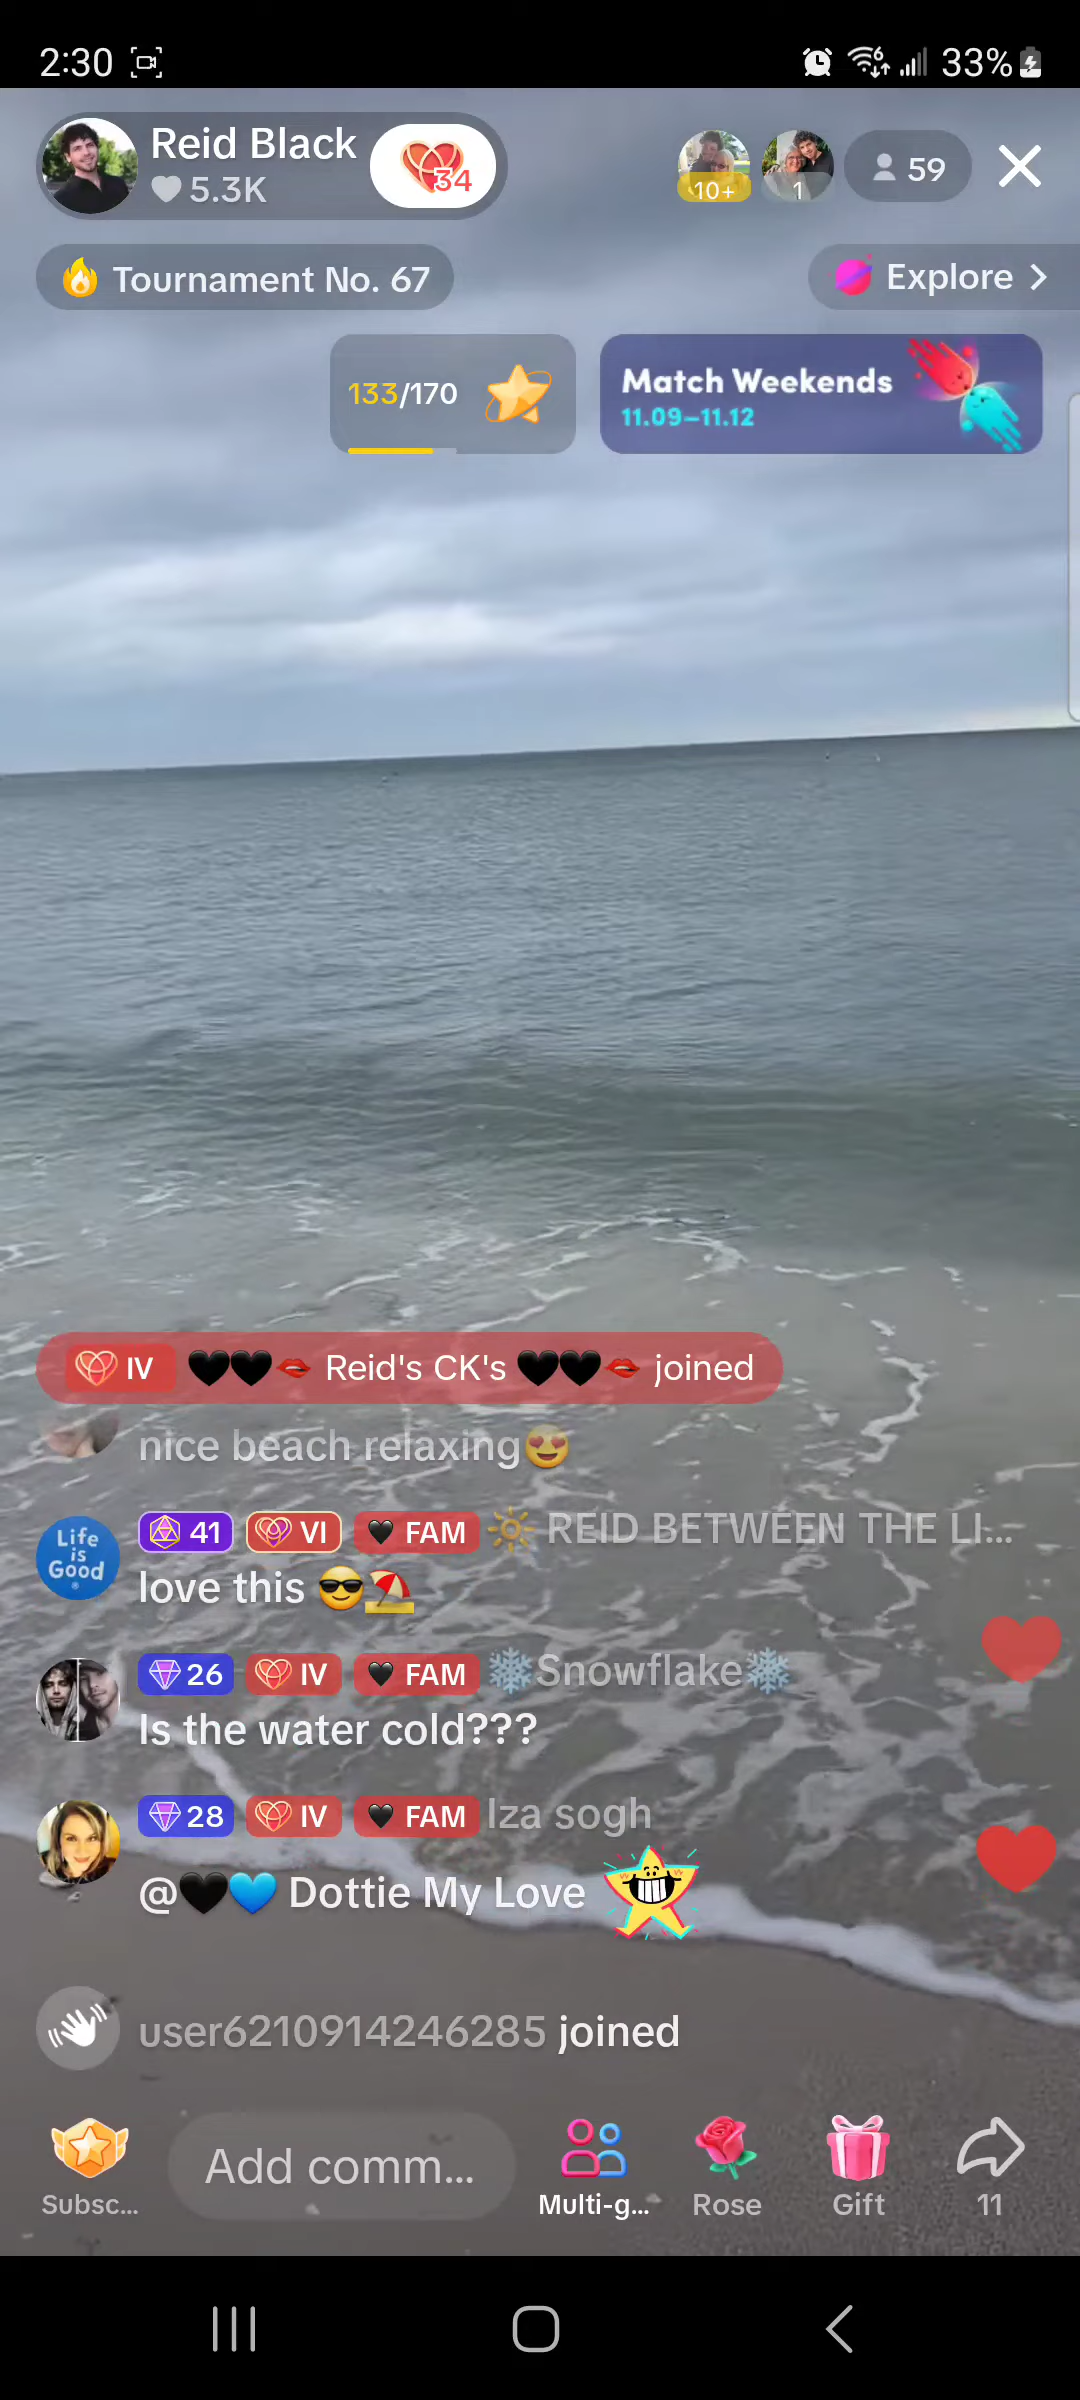 2:30
6
33%
Reid Black
5.3K
34
10+
1
59
Tournament No. 67
Explore
133/170
Match Weekends
11.09–11.12
IV Reid's CK's joined
nice beach relaxing😍
Life is Good
41 VI 🖤 FAM 🔆 REID BETWEEN THE LI...
love this 😎⛱️
26 IV 🖤 FAM ❄️Snowflake❄️
Is the water cold???
28 IV 🖤 FAM Iza sogh
@🖤💙 Dottie My Love
user6210914246285 joined
Subsc...
Add comm...
Multi-g...
Rose
Gift
11